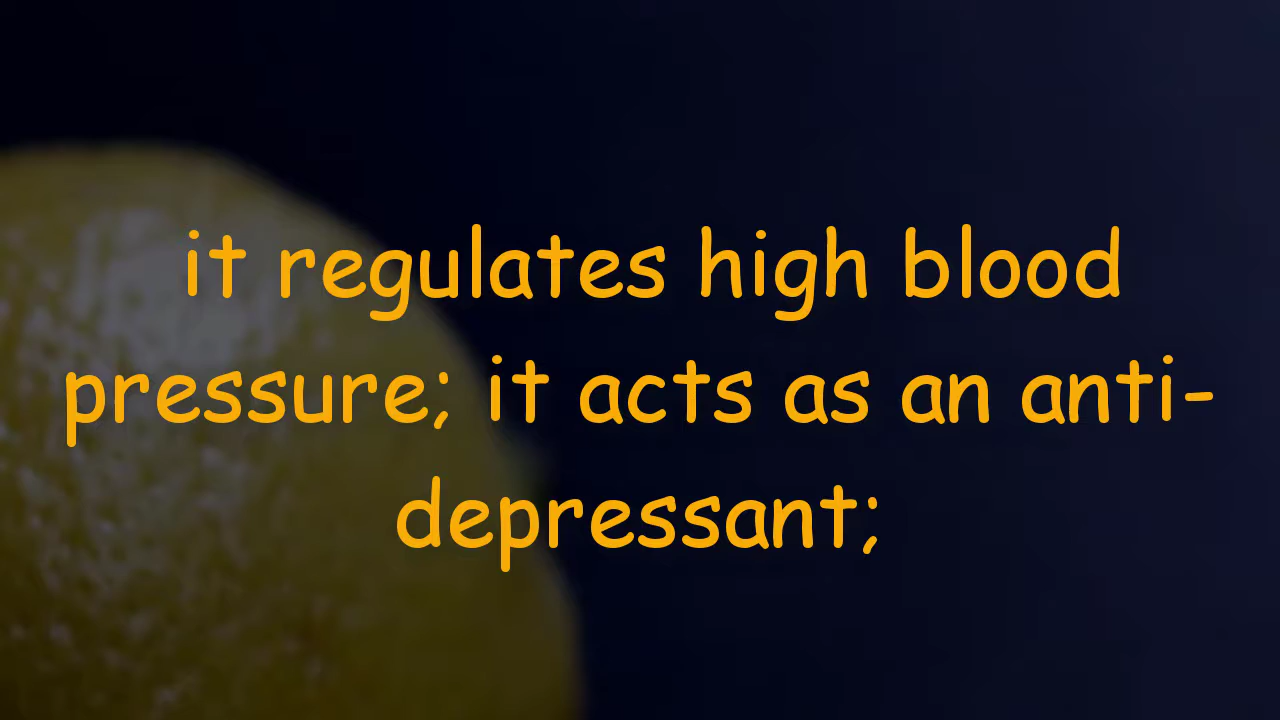 it regulates high blood
pressure; it acts as an anti-
depressant;